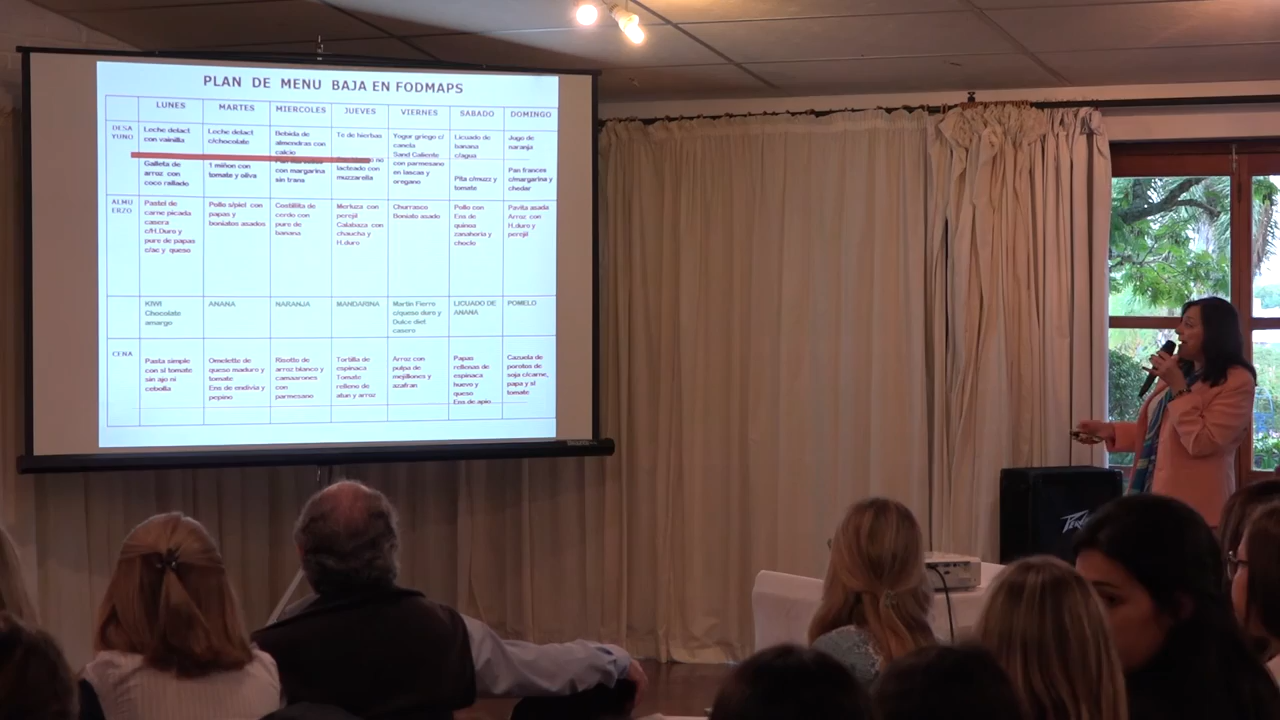 PLAN DE MENU BAJA EN FODMAPS
LUNES MARTES MIERCOLES JUEVES VIERNES SABADO DOMINGO
DESA
YUNO
Leche delact
con vainilla
Galleta de
arroz con
coco rallado
Leche delact
c/chocolate
1 miñon con
tomate y oliva
Bebida de
almendras con
calcio
con margarina
sin trans
Te de hierbas
no
lacteado con
muzzarella
Yogur griego c/
canela
Sand Caliente
con parmesano
en lascas y
oregano
Licuado de
banana
c/agua
Pita c/muzz y
tomate
Jugo de
naranja
Pan frances
c/margarina y
chedar
ALMU
ERZO
Pastel de
carne picada
casera
c/H.Duro y
pure de papas
c/ac y queso
Pollo s/piel con
papas y
boniatos asados
Costillita de
cerdo con
pure de
banana
Merluza con
perejil
Calabaza con
chaucha y
H.duro
Churrasco
Boniato asado
Pollo con
Ens de
quinoa
zanahoria y
choclo
Pavita asada
Arroz con
H.duro y
perejil
KIWI
Chocolate
amargo
ANANA
NARANJA
MANDARINA
Martin Fierro
c/queso duro y
Dulce diet
casero
LICUADO DE
ANANA
POMELO
CENA
Pasta simple
con sl tomate
sin ajo ni
cebolla
Omelette de
queso maduro y
tomate
Ens de endivia y
pepino
Risotto de
arroz blanco y
camarones
con
parmesano
Tortilla de
espinaca
Tomate
relleno de
atun y arroz
Arroz con
pulpa de
mejillones y
azafran
Papas
rellenas de
espinaca
huevo y
queso
Ens de apio
Cazuela de
porotos de
soja c/carne,
papa y sl
tomate